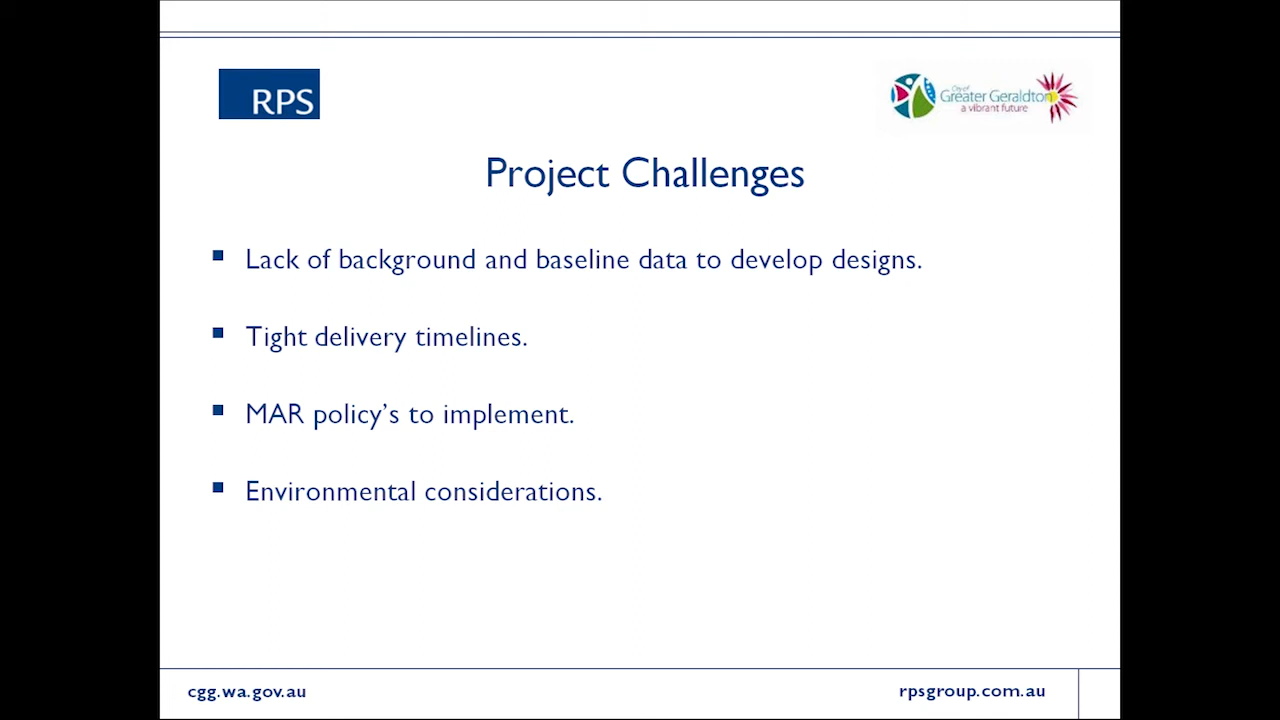 RPS
City of
Greater Geraldton
a vibrant future
Project Challenges
Lack of background and baseline data to develop designs.
Tight delivery timelines.
MAR policy’s to implement.
Environmental considerations.
cgg.wa.gov.au
rpsgroup.com.au